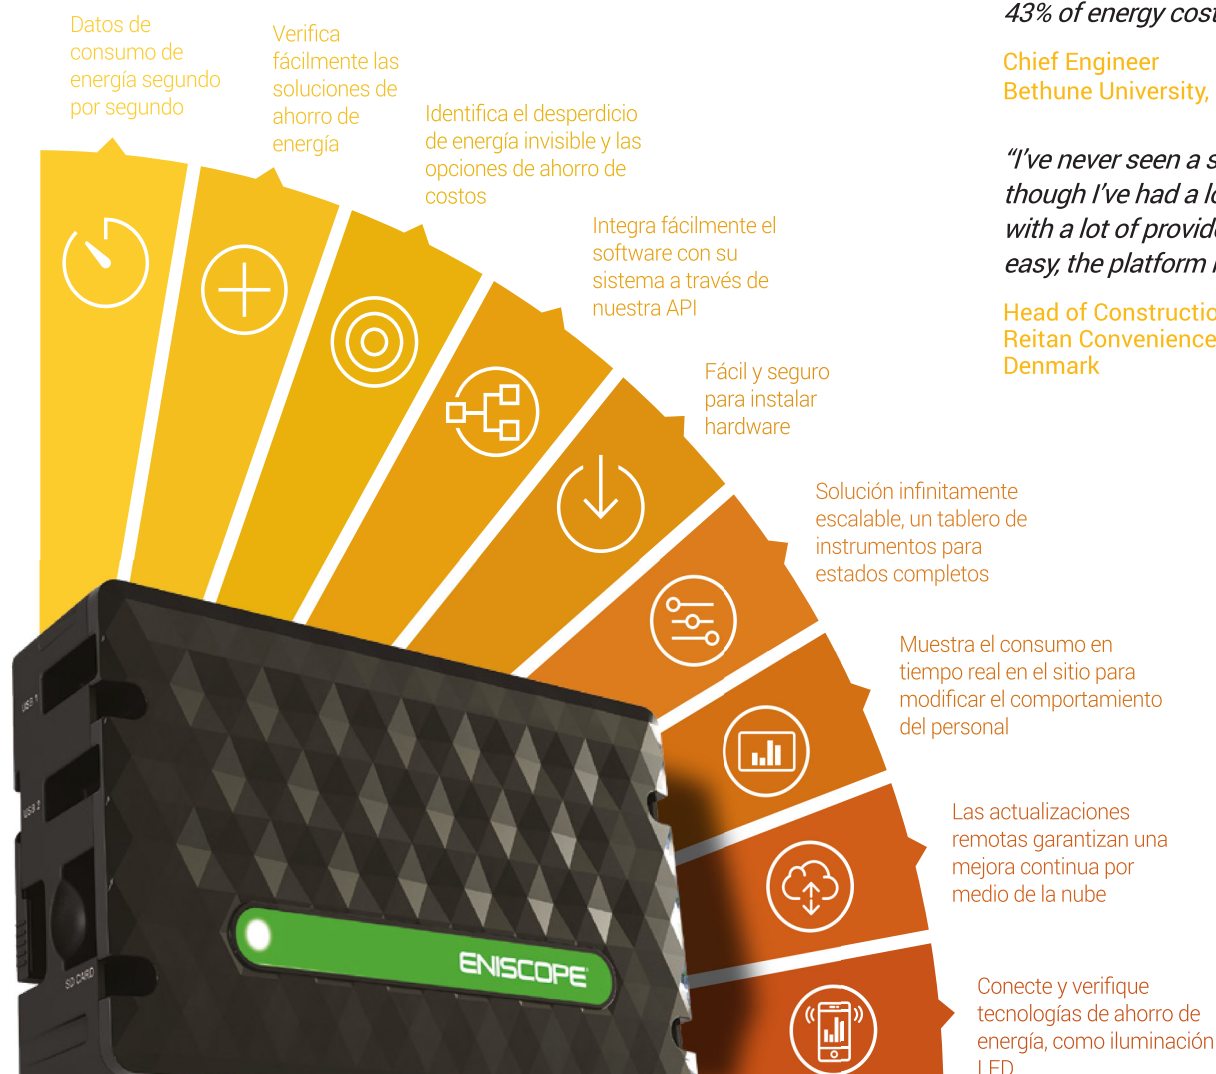 Datos de
consumo de
energía segundo
por segundo
Verifica
fácilmente las
soluciones de
ahorro de
energía
Identifica el desperdicio
de energía invisible y las
opciones de ahorro de
costos
Integra fácilmente el
software con su
sistema a través de
nuestra API
Fácil y seguro
para instalar
hardware
Solución infinitamente
escalable, un tablero de
instrumentos para
estados completos
Muestra el consumo en
tiempo real en el sitio para
modificar el comportamiento
del personal
Las actualizaciones
remotas garantizan una
mejora continua por
medio de la nube
Conecte y verifique
tecnologías de ahorro de
energía, como iluminación
LED
USB 1
USB 2
SD CARD
ENISCOPE
43% of energy cost
Chief Engineer
Bethune University,
“I’ve never seen a s
though I’ve had a lo
with a lot of provid
easy, the platform
Head of Constructio
Reitan Convenience
Denmark